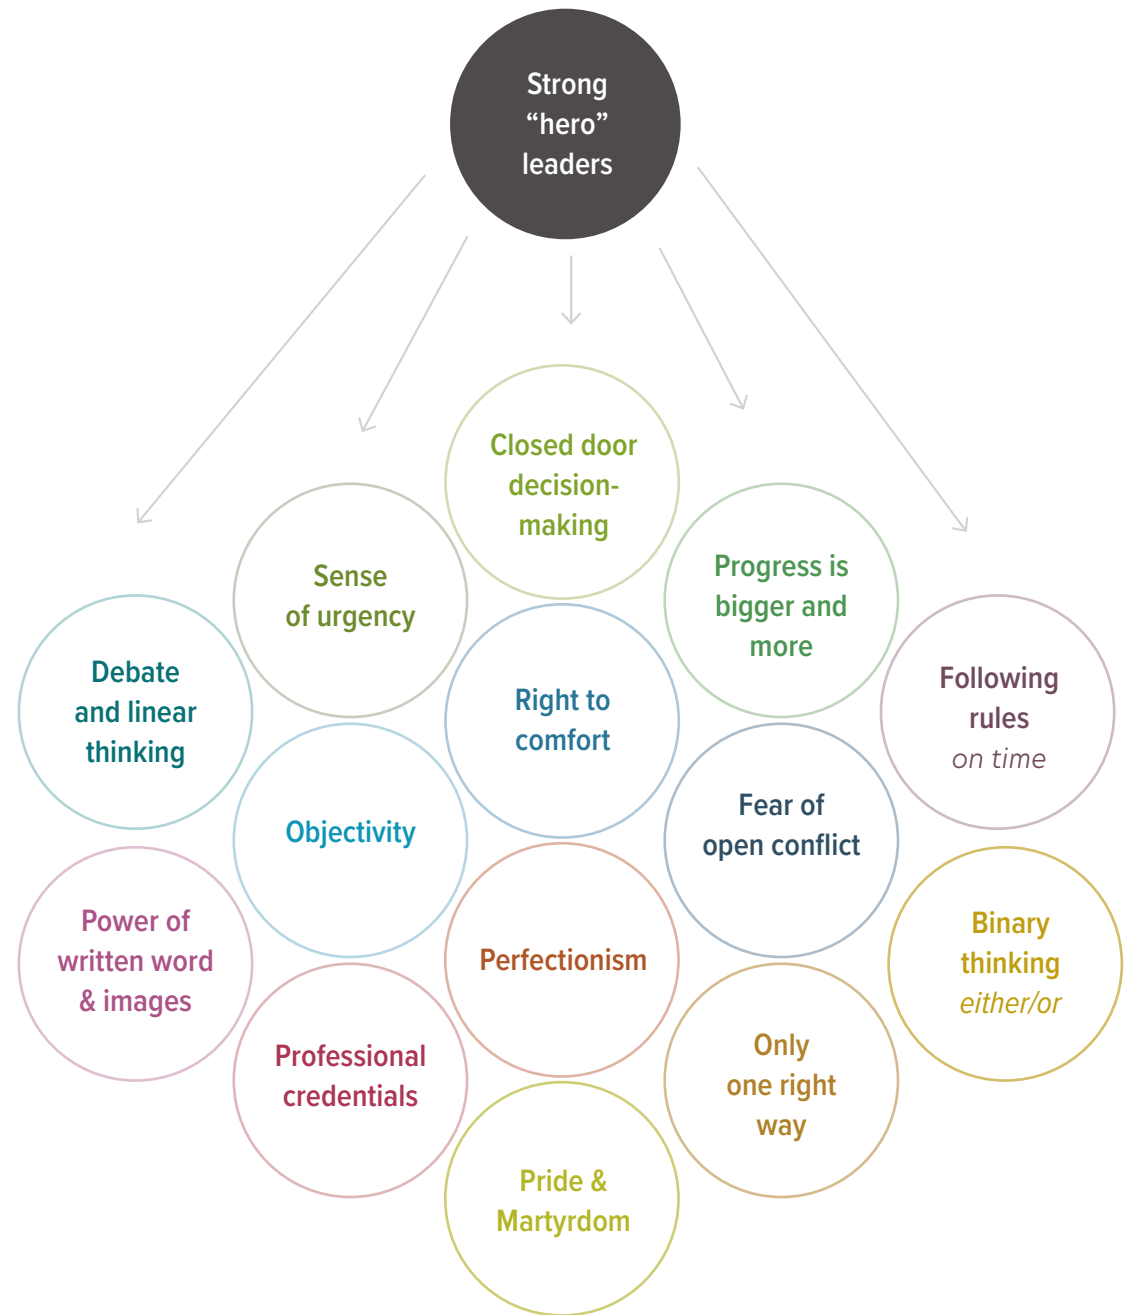 Strong
“hero”
leaders
Closed door
decision-
making
Sense
of urgency
Progress is
bigger and
more
Debate
and linear
thinking
Right to
comfort
Following
rules
on time
Objectivity
Fear of
open conflict
Power of
written word
& images
Perfectionism
Binary
thinking
either/or
Professional
credentials
Only
one right
way
Pride &
Martyrdom